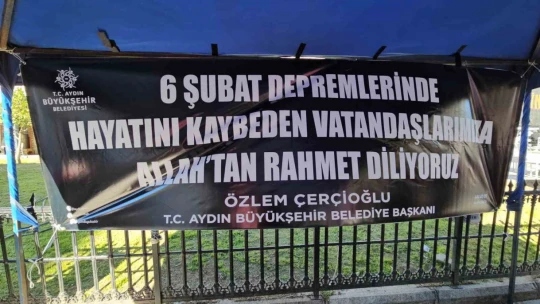 T.C. AYDIN
BÜYÜKŞEHİR
BELEDİYESİ
6 ŞUBAT DEPREMLERİNDE
HAYATINI KAYBEDEN VATANDAŞLARIMIZA
ALLAH'TAN RAHMET DİLİYORUZ
ÖZLEM ÇERÇİOĞLU
T.C. AYDIN BÜYÜKŞEHİR BELEDİYE BAŞKANI